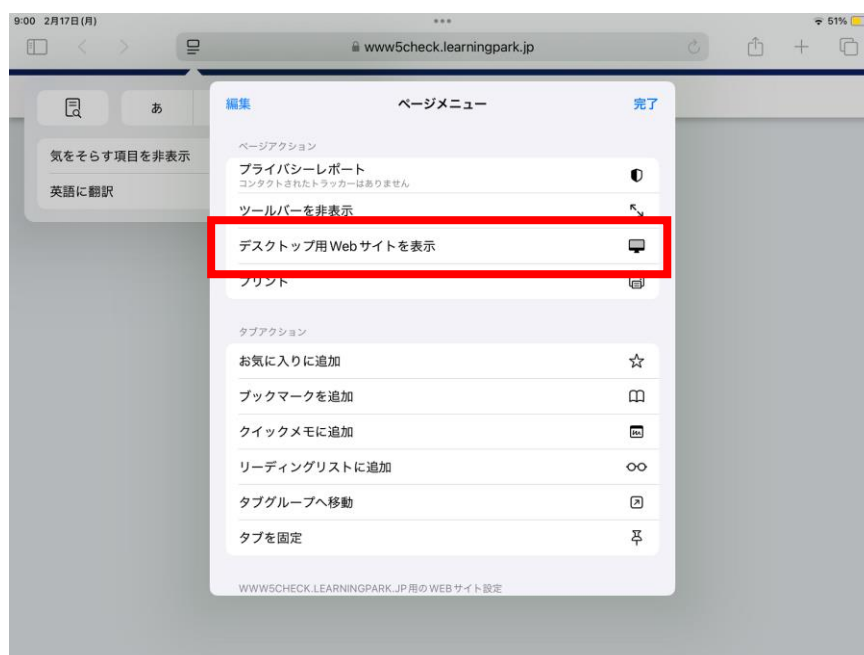 9:00 2月17日(月)
51%
www5check.learningpark.jp
あ
気をそらす項目を非表示
英語に翻訳
編集 ページメニュー 完了
ページアクション
プライバシーレポート
コンタクトされたトラッカーはありません
ツールバーを非表示
デスクトップ用 Web サイトを表示
プリント
タブアクション
お気に入りに追加
ブックマークを追加
クイックメモに追加
リーディングリストに追加
タブグループへ移動
タブを固定
WWW5CHECK.LEARNINGPARK.JP 用の WEB サイト設定